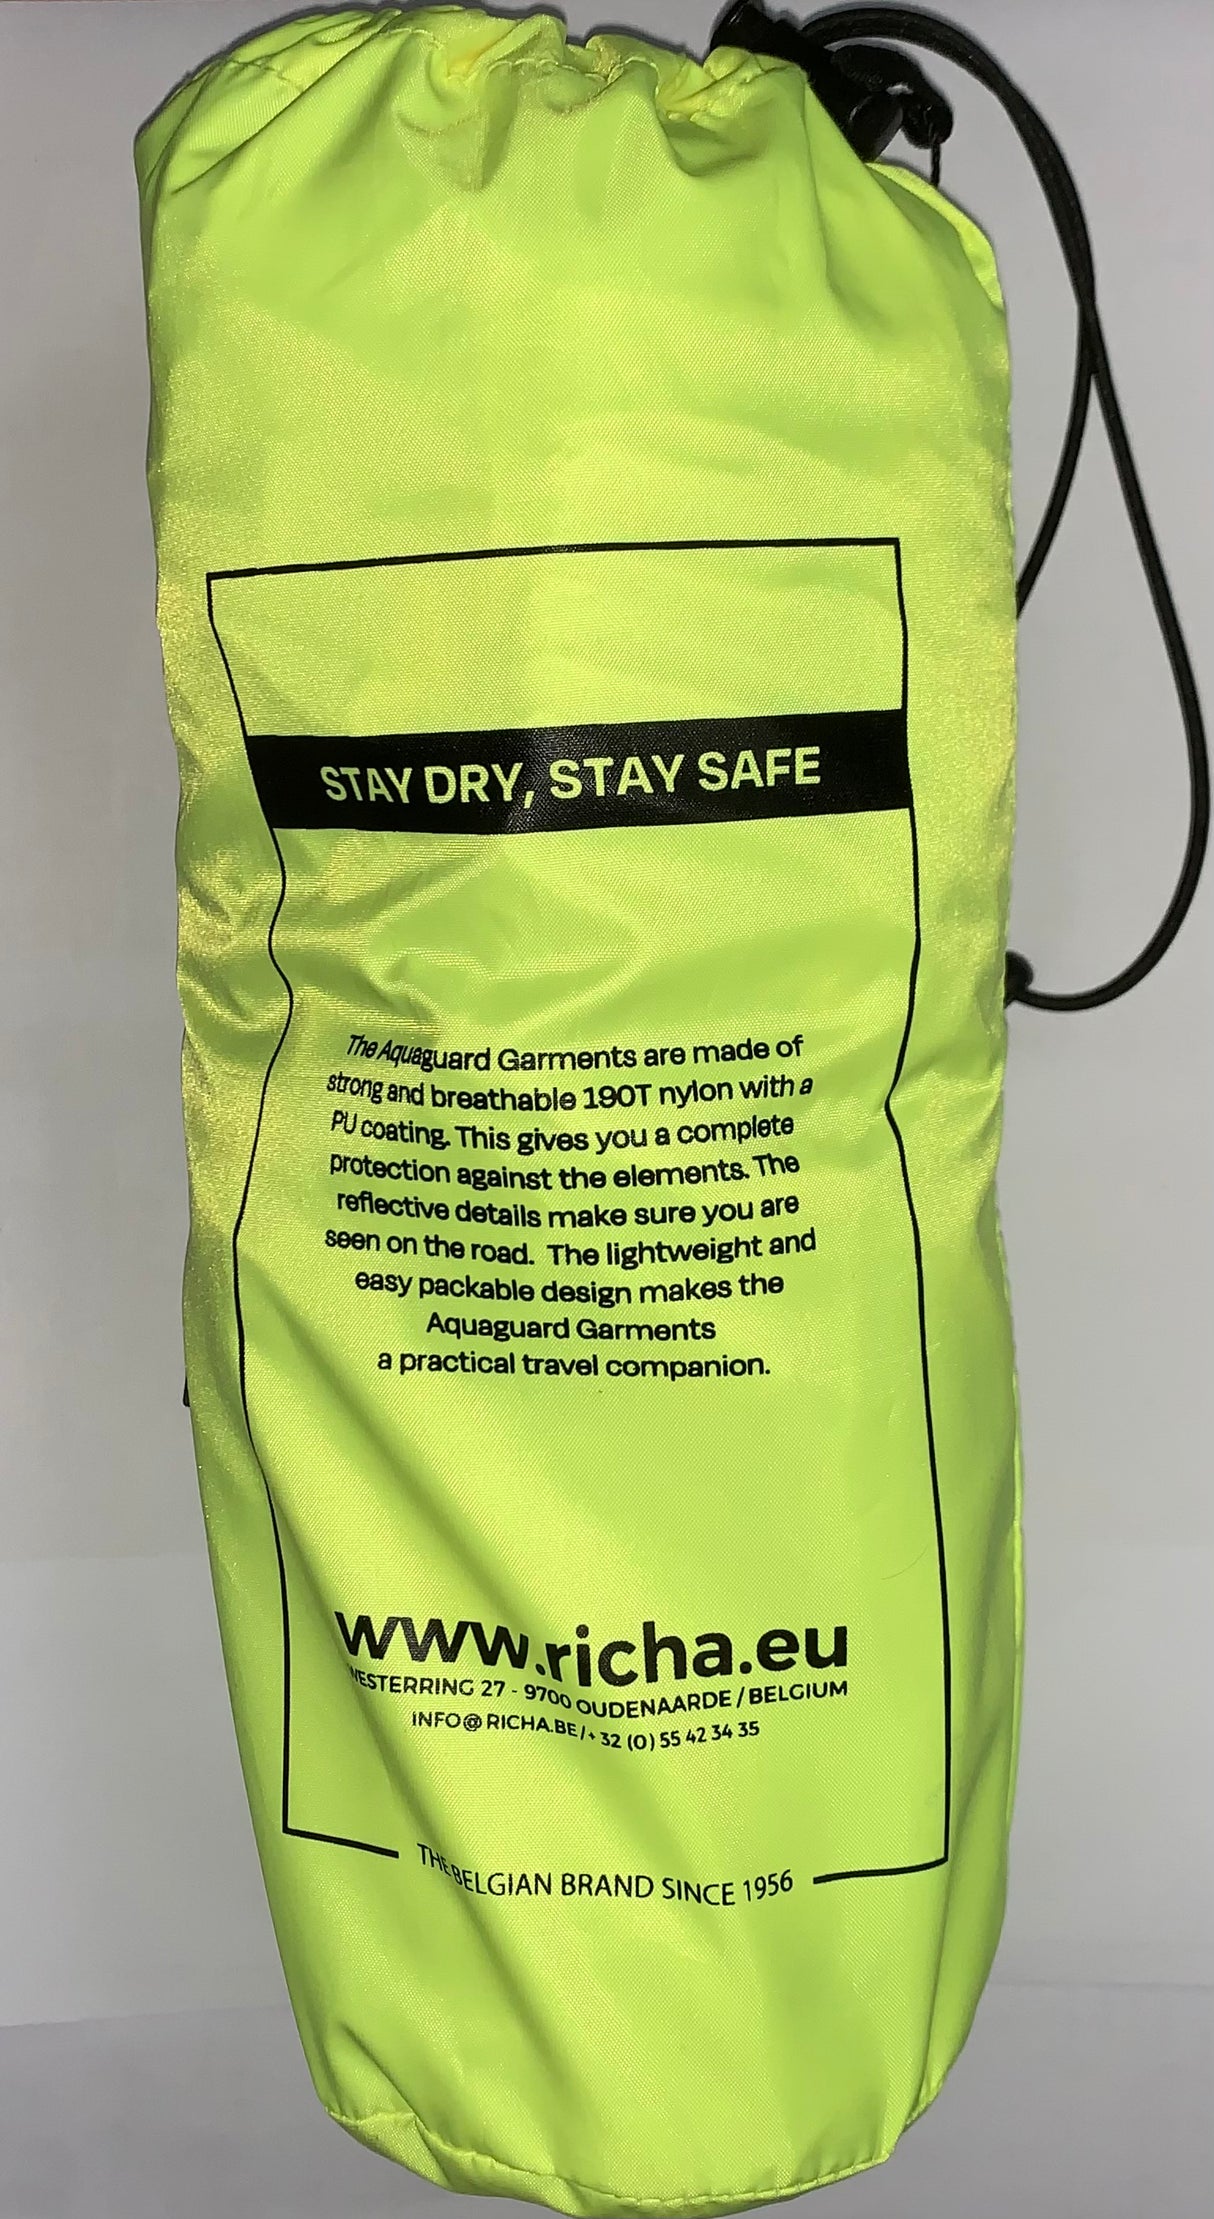 STAY DRY, STAY SAFE
The Aquaguard Garments are made of
strong and breathable 190T nylon with a
PU coating. This gives you a complete
protection against the elements. The
reflective details make sure you are
seen on the road. The lightweight and
easy packable design makes the
Aquaguard Garments
a practical travel companion.
www.richa.eu
WESTERRING 27 - 9700 OUDENAARDE / BELGIUM
INFO@RICHA.BE / + 32 (0) 55 42 34 35
THE BELGIAN BRAND SINCE 1956